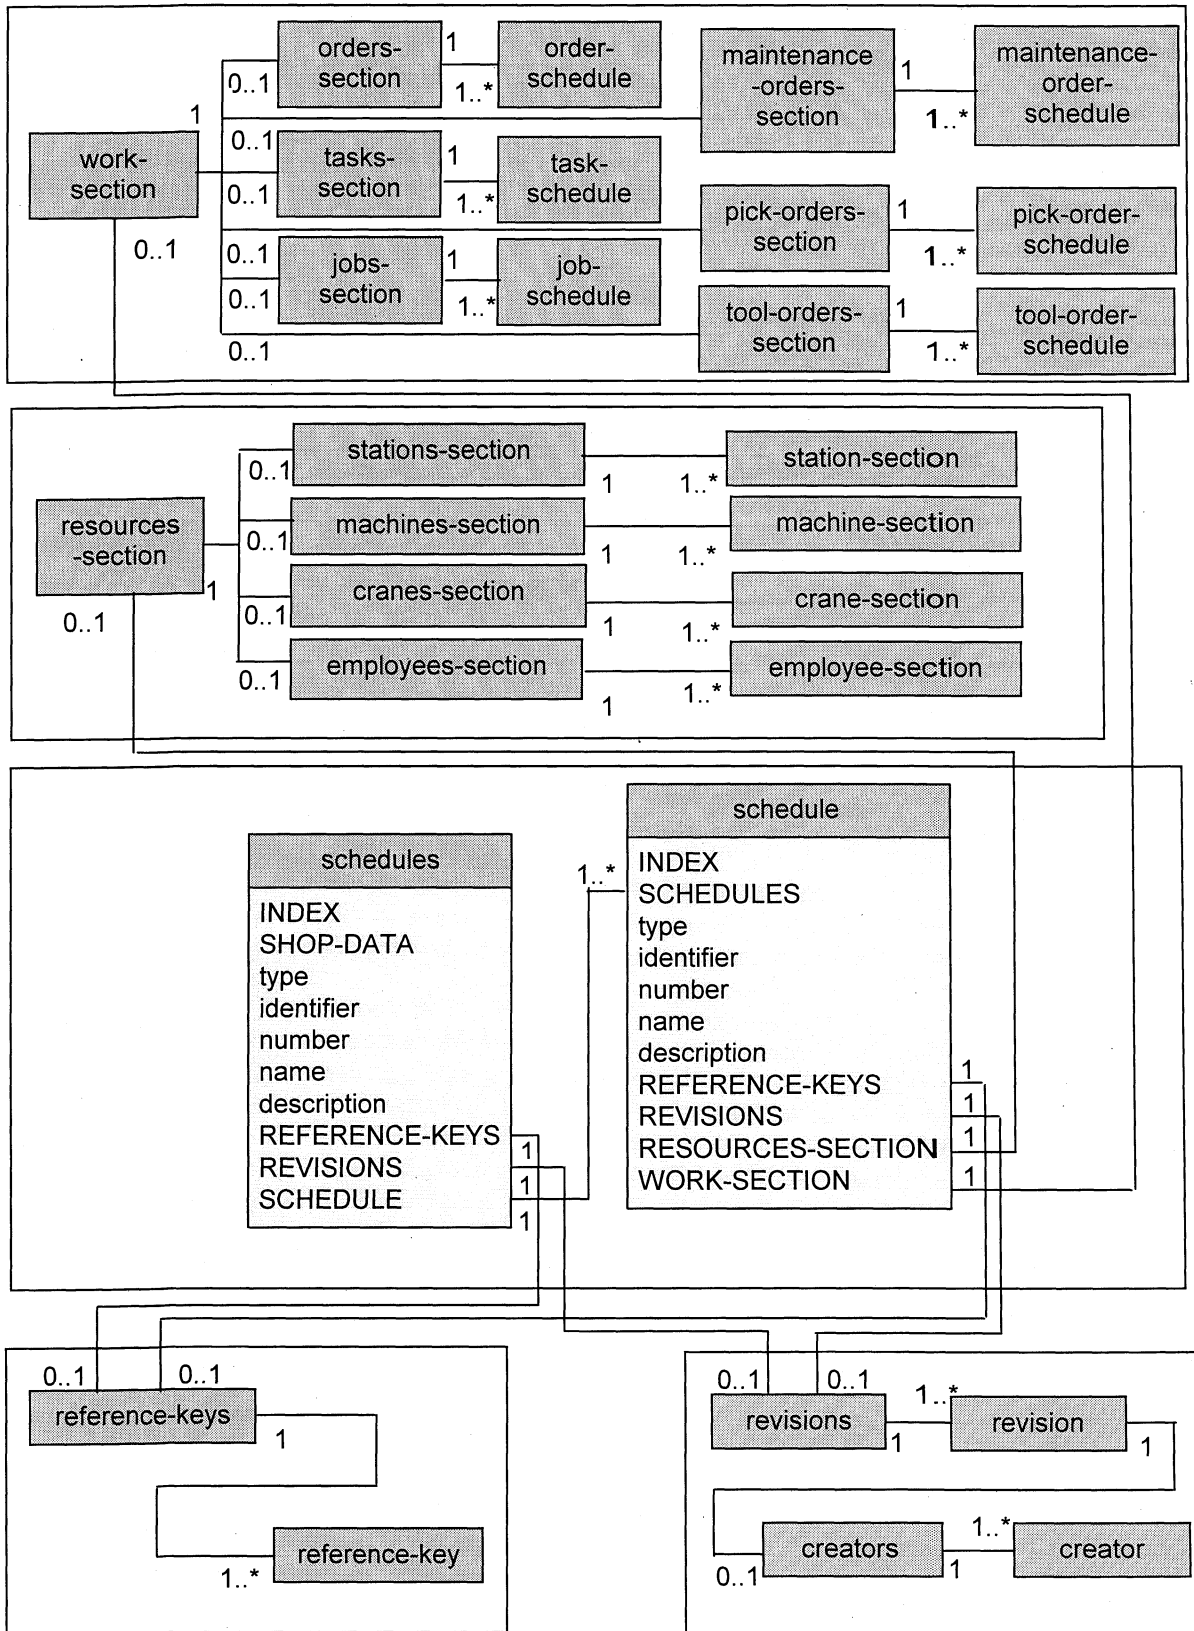 orders-
section
1
0..1
1..*
order-
schedule
maintenance
-orders-
section
1
1..*
maintenance-
order-
schedule
work-
section
1
0..1
0..1
tasks-
section
1
0..1
1..*
task-
schedule
pick-orders-
section
1
1..*
pick-order-
schedule
0..1
jobs-
section
1
0..1
1..*
job-
schedule
tool-orders-
section
1
1..*
tool-order-
schedule
0..1
resources
-section
1
0..1
0..1
stations-section
1
1..*
station-section
0..1
machines-section
1
1..*
machine-section
0..1
cranes-section
1
1..*
crane-section
0..1
employees-section
1
1..*
employee-section
schedules
INDEX
SHOP-DATA
type
identifier
number
name
description
REFERENCE-KEYS
1
REVISIONS
1
SCHEDULE
1
1..*
schedule
INDEX
SCHEDULES
type
identifier
number
name
description
REFERENCE-KEYS
1
REVISIONS
1
RESOURCES-SECTION
1
WORK-SECTION
1
0..1
0..1
reference-keys
1
1..*
reference-key
0..1
0..1
revisions
1
1..*
revision
1
0..1
creators
1
1..*
creator